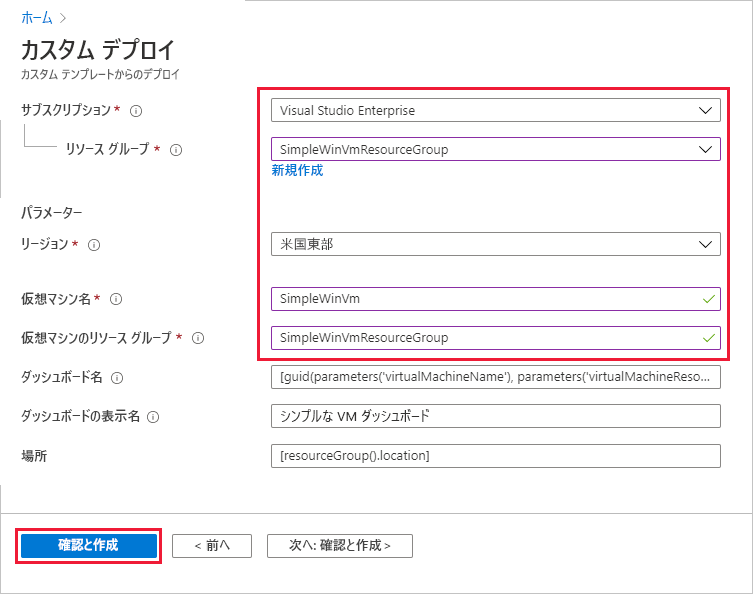 ホーム >
カスタム デプロイ
カスタム テンプレートからのデプロイ
サブスクリプション * Visual Studio Enterprise
リソース グループ * SimpleWinVmResourceGroup
新規作成
パラメーター
リージョン * 米国東部
仮想マシン名 * SimpleWinVm
仮想マシンのリソース グループ * SimpleWinVmResourceGroup
ダッシュボード名 [guid(parameters('virtualMachineName'), parameters('virtualMachineReso...
ダッシュボードの表示名 シンプルな VM ダッシュボード
場所 [resourceGroup().location]
確認と作成 < 前へ 次へ: 確認と作成 >